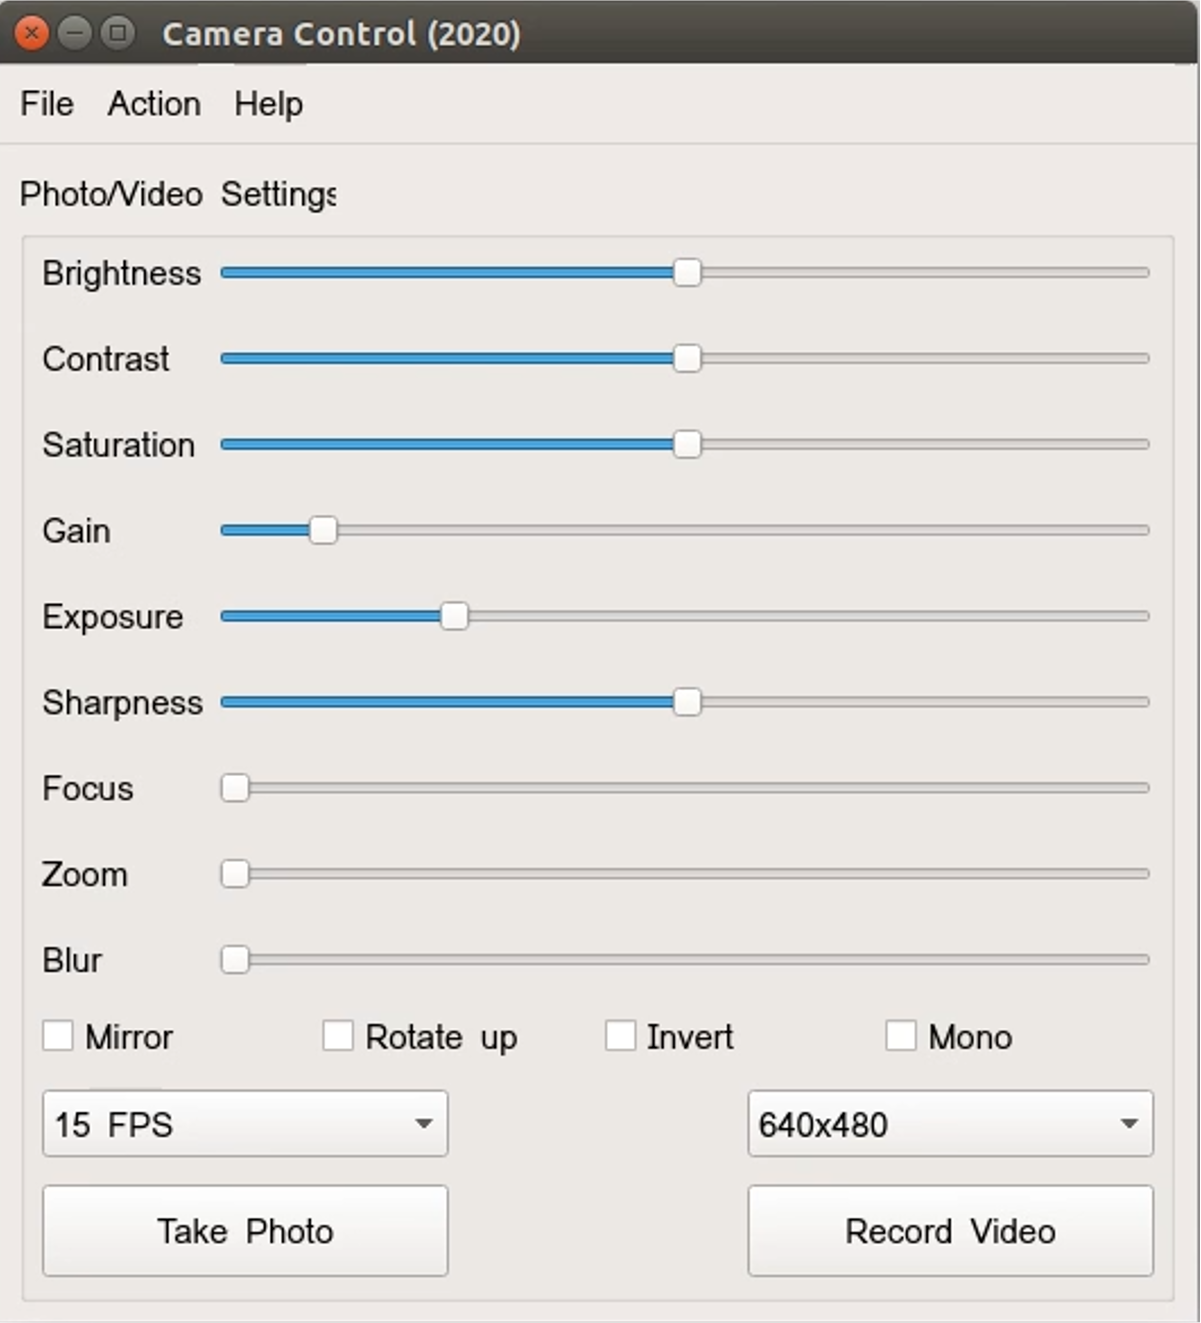 Camera Control (2020)
File Action Help
Photo/Video Settings
Brightness
Contrast
Saturation
Gain
Exposure
Sharpness
Focus
Zoom
Blur
Mirror Rotate up Invert Mono
15 FPS 640x480
Take Photo Record Video